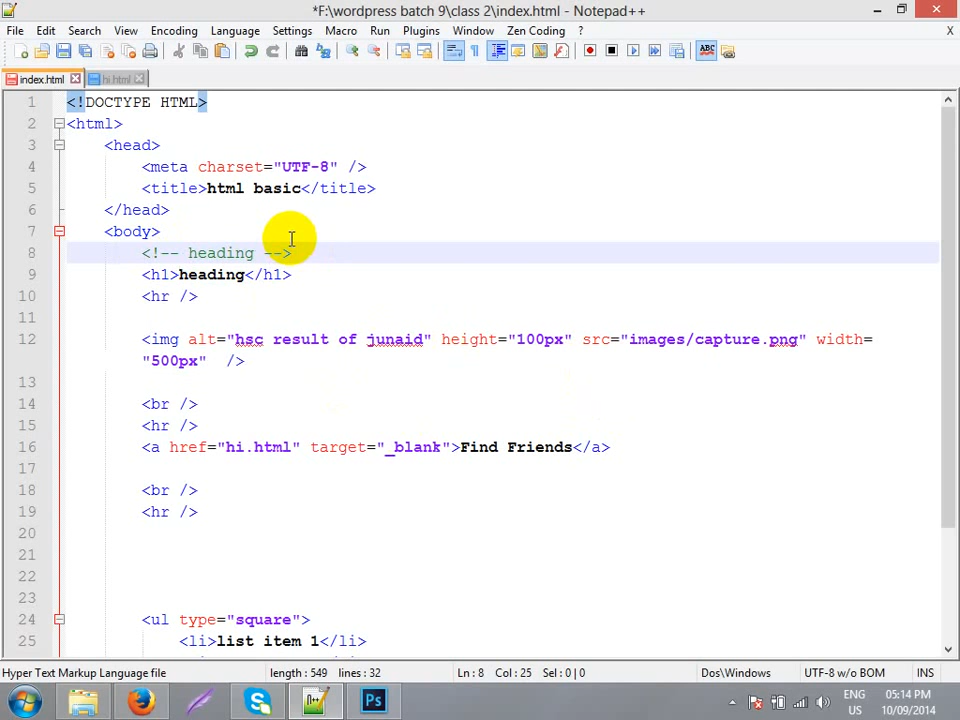 *F:\wordpress batch 9\class 2\index.html - Notepad++
File Edit Search View Encoding Language Settings Macro Run Plugins Window Zen Coding ? X
index.html hi.html
1 <!DOCTYPE HTML>
2 <html>
3 <head>
4 <meta charset="UTF-8" />
5 <title>html basic</title>
6 </head>
7 <body>
8 <!-- heading -->
9 <h1>heading</h1>
10 <hr />
11
12 <img alt="hsc result of junaid" height="100px" src="images/capture.png" width=
"500px"  />
13
14 <br />
15 <hr />
16 <a href="hi.html" target="_blank">Find Friends</a>
17
18 <br />
19 <hr />
20
21
22
23
24 <ul type="square">
25 <li>list item 1</li>
Hyper Text Markup Language file length : 549 lines : 32 Ln : 8 Col : 25 Sel : 0 | 0 Dos\Windows UTF-8 w/o BOM INS
ENG 05:14 PM
US 10/09/2014